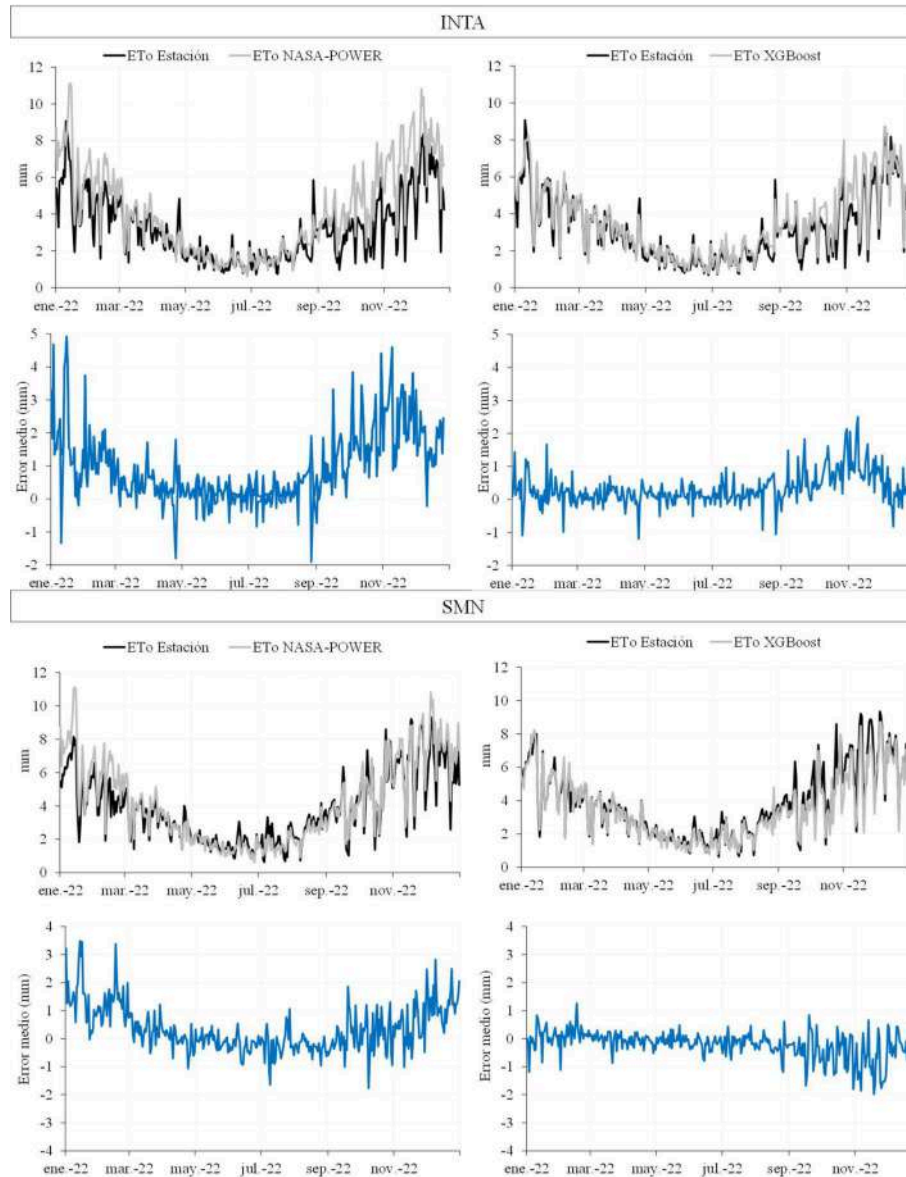 INTA
ETo Estación ETo NASA-POWER
12
10
8
6
4
2
0
mm
ene.-22 mar.-22 may.-22 jul.-22 sep.-22 nov.-22
ETo Estación ETo XGBoost
12
10
8
6
4
2
0
mm
ene.-22 mar.-22 may.-22 jul.-22 sep.-22 nov.-22
5
4
3
2
1
0
-1
-2
Error medio (mm)
ene.-22 mar.-22 may.-22 jul.-22 sep.-22 nov.-22
5
4
3
2
1
0
-1
-2
Error medio (mm)
ene.-22 mar.-22 may.-22 jul.-22 sep.-22 nov.-22
SMN
ETo Estación ETo NASA-POWER
12
10
8
6
4
2
0
mm
ene.-22 mar.-22 may.-22 jul.-22 sep.-22 nov.-22
ETo Estación ETo XGBoost
12
10
8
6
4
2
0
mm
ene.-22 mar.-22 may.-22 jul.-22 sep.-22 nov.-22
4
3
2
1
0
-1
-2
-3
-4
Error medio (mm)
ene.-22 mar.-22 may.-22 jul.-22 sep.-22 nov.-22
4
3
2
1
0
-1
-2
-3
-4
Error medio (mm)
ene.-22 mar.-22 may.-22 jul.-22 sep.-22 nov.-22